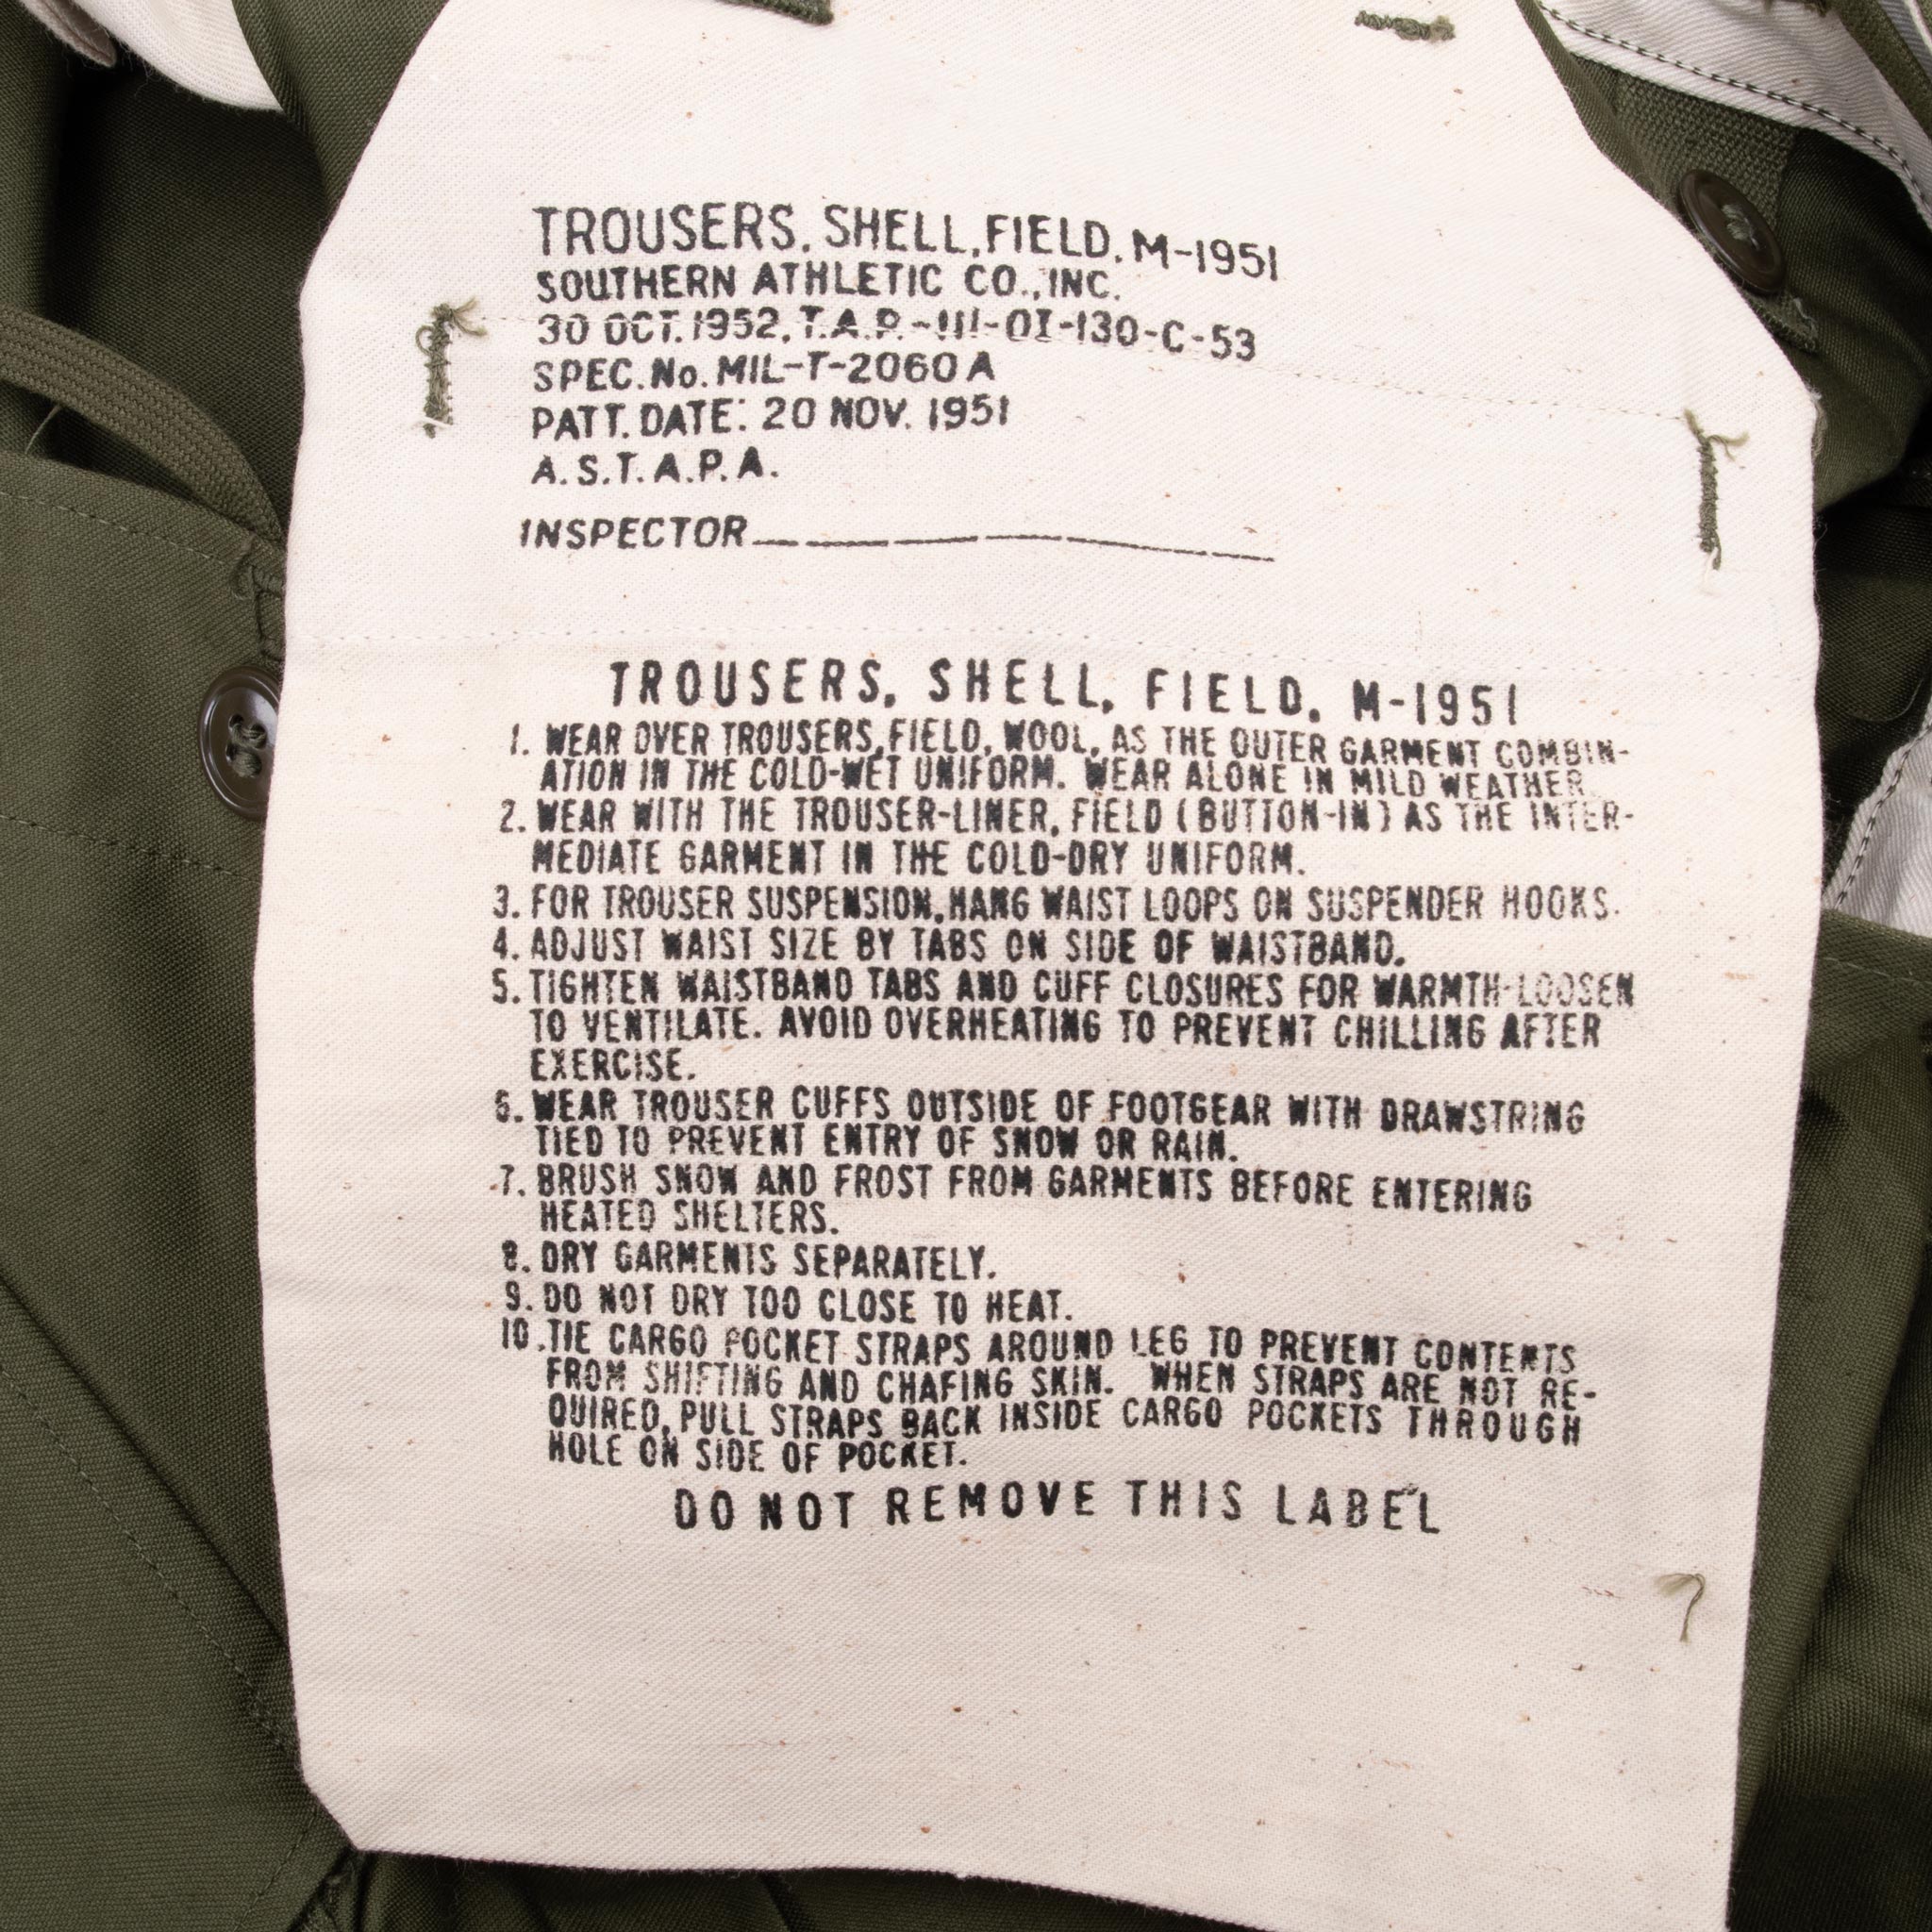 TROUSERS, SHELL, FIELD, M-1951
SOUTHERN ATHLETIC CO., INC.
30 OCT. 1952, T.A.P.-111-OI-130-C-53
SPEC. No. MIL-T-2060A
PATT. DATE: 20 NOV. 1951
A.S.T.A.P.A.
INSPECTOR
TROUSERS, SHELL, FIELD, M-1951
1. WEAR OVER TROUSERS, FIELD, WOOL, AS THE OUTER GARMENT COMBIN-
ATION IN THE COLD-WET UNIFORM. WEAR ALONE IN MILD WEATHER.
2. WEAR WITH THE TROUSER-LINER, FIELD (BUTTON-IN) AS THE INTER-
MEDIATE GARMENT IN THE COLD-DRY UNIFORM.
3. FOR TROUSER SUSPENSION, HANG WAIST LOOPS ON SUSPENDER HOOKS.
4. ADJUST WAIST SIZE BY TABS ON SIDE OF WAISTBAND.
5. TIGHTEN WAISTBAND TABS AND CUFF CLOSURES FOR WARMTH-LOOSEN
TO VENTILATE. AVOID OVERHEATING TO PREVENT CHILLING AFTER
EXERCISE.
6. WEAR TROUSER CUFFS OUTSIDE OF FOOTGEAR WITH DRAWSTRING
TIED TO PREVENT ENTRY OF SNOW OR RAIN.
7. BRUSH SNOW AND FROST FROM GARMENTS BEFORE ENTERING
HEATED SHELTERS.
8. DRY GARMENTS SEPARATELY.
9. DO NOT DRY TOO CLOSE TO HEAT.
10. TIE CARGO POCKET STRAPS AROUND LEG TO PREVENT CONTENTS
FROM SHIFTING AND CHAFING SKIN. WHEN STRAPS ARE NOT RE-
QUIRED, PULL STRAPS BACK INSIDE CARGO POCKETS THROUGH
HOLE ON SIDE OF POCKET.
DO NOT REMOVE THIS LABEL